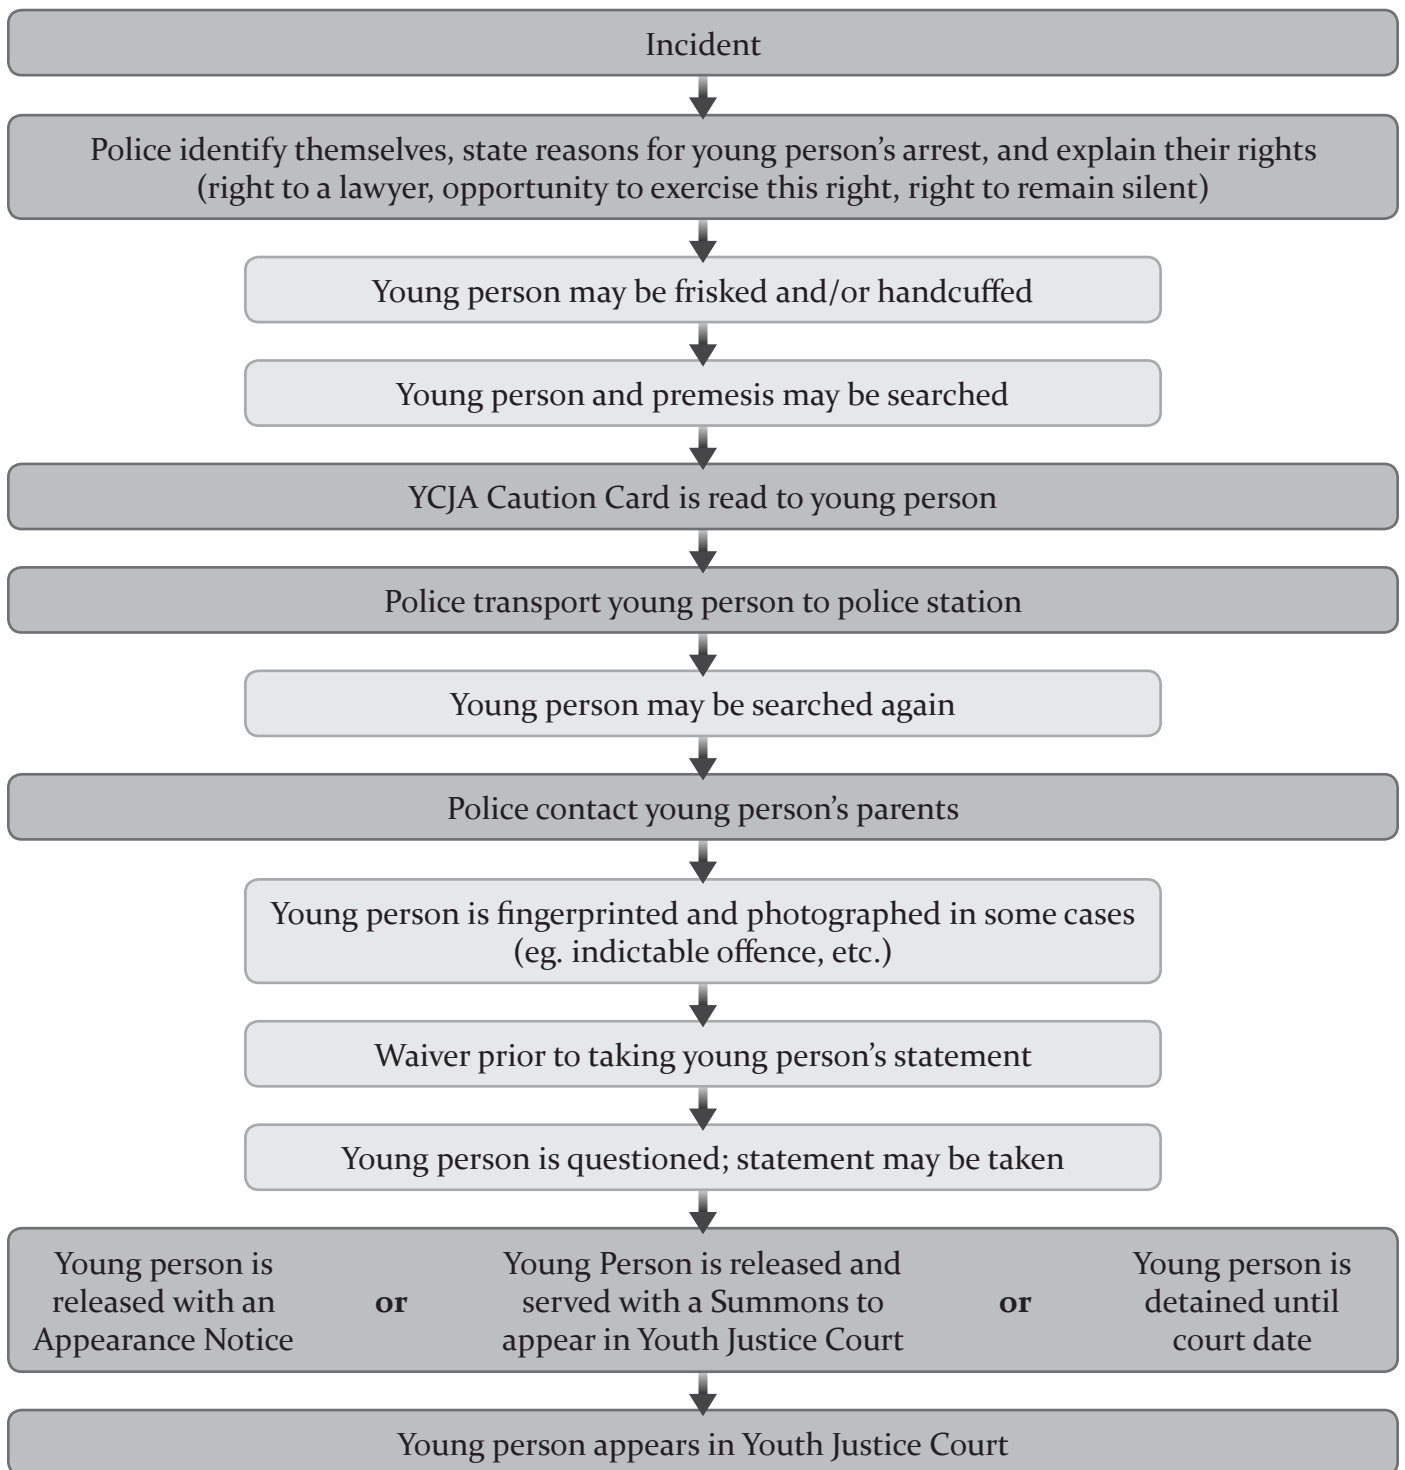 Incident
Police identify themselves, state reasons for young person’s arrest, and explain their rights
(right to a lawyer, opportunity to exercise this right, right to remain silent)
Young person may be frisked and/or handcuffed
Young person and premesis may be searched
YCJA Caution Card is read to young person
Police transport young person to police station
Young person may be searched again
Police contact young person’s parents
Young person is fingerprinted and photographed in some cases
(eg. indictable offence, etc.)
Waiver prior to taking young person’s statement
Young person is questioned; statement may be taken
Young person is
released with an
Appearance Notice
or
Young Person is released and
served with a Summons to
appear in Youth Justice Court
or
Young person is
detained until
court date
Young person appears in Youth Justice Court